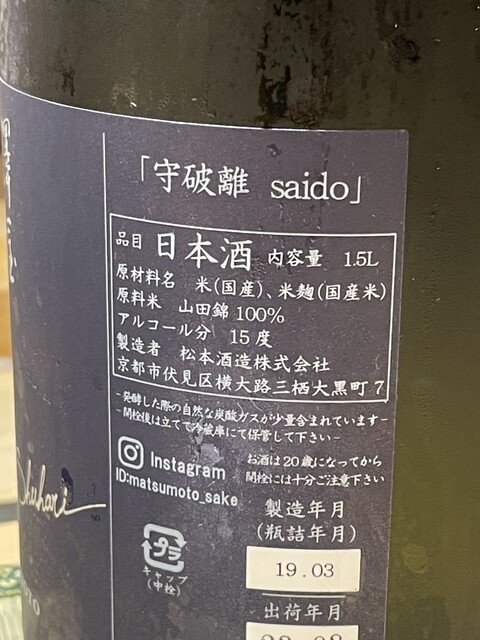 「守破離 saido」
品目 日本酒 内容量 1.5L
原材料名 米(国産)、米麹(国産米)
原料米 山田錦100%
アルコール分 15度
製造者 松本酒造株式会社
京都市伏見区横大路三栖大黒町7
-発酵した際の自然な炭酸ガスが少量含まれています-
-開栓後は立てて冷蔵庫にて保管して下さい-
Instagram
ID:matsumoto_sake
お酒は20歳になってから
開栓には十分ご注意下さい
製造年月
(瓶詰年月)
19.03
出荷年月
プラ
キャップ
(中栓)
Shuhari